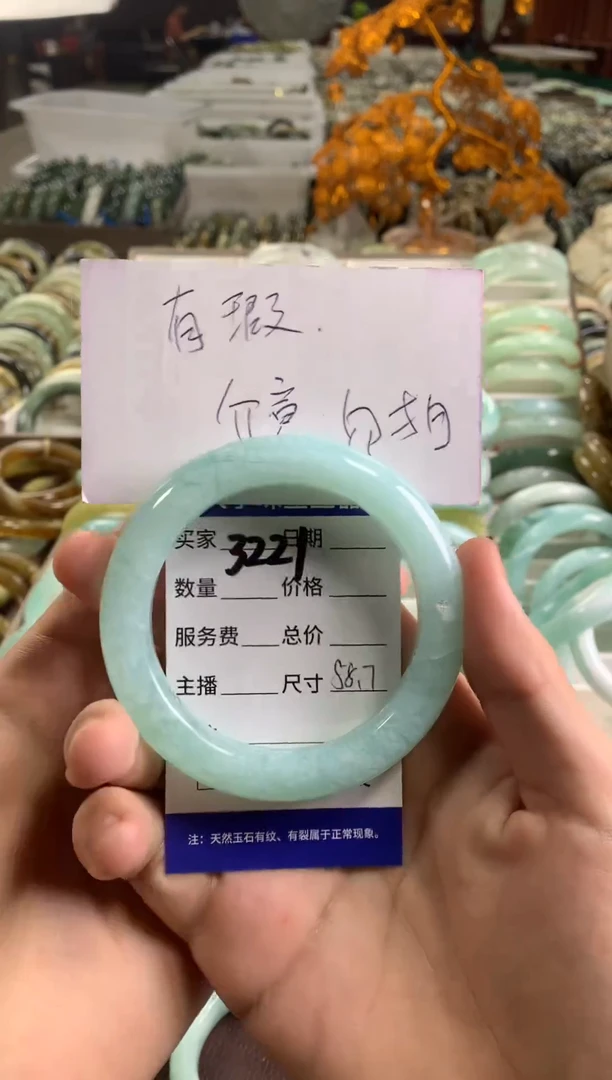 有瑕.
介意勿拍
买家 3221 日期
数量 价格
服务费 总价
主播 尺寸 58.7
注：天然玉石有纹、有裂属于正常现象。